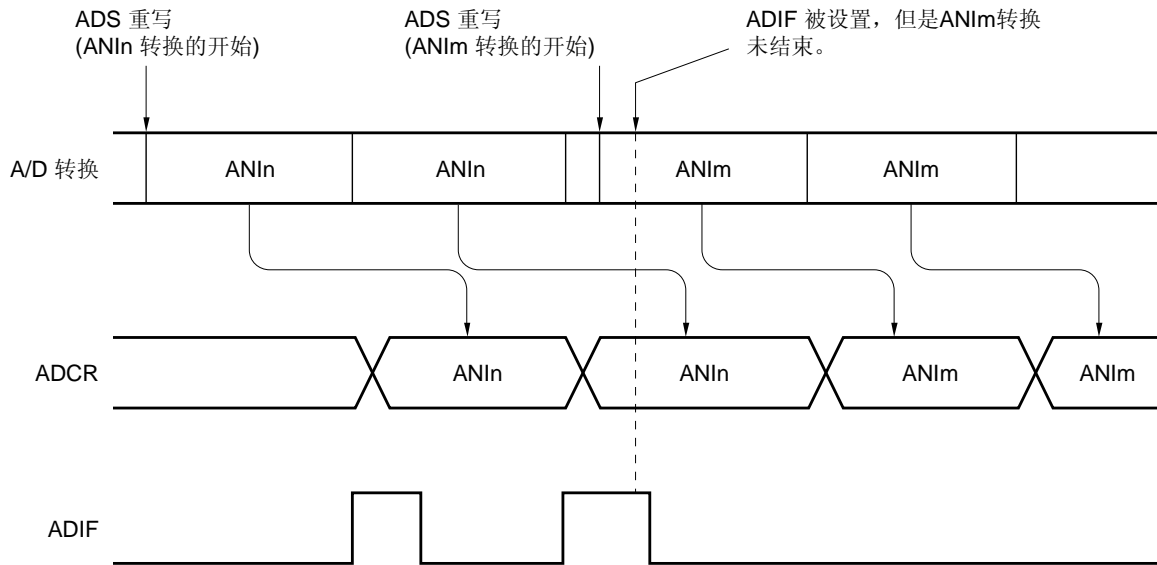 ADS 重写
(ANIn 转换的开始)
ADS 重写
(ANIm 转换的开始)
ADIF 被设置，但是ANIm转换
未结束。
A/D 转换
ANIn
ANIn
ANIm
ANIm
ADCR
ANIn
ANIn
ANIm
ANIm
ADIF